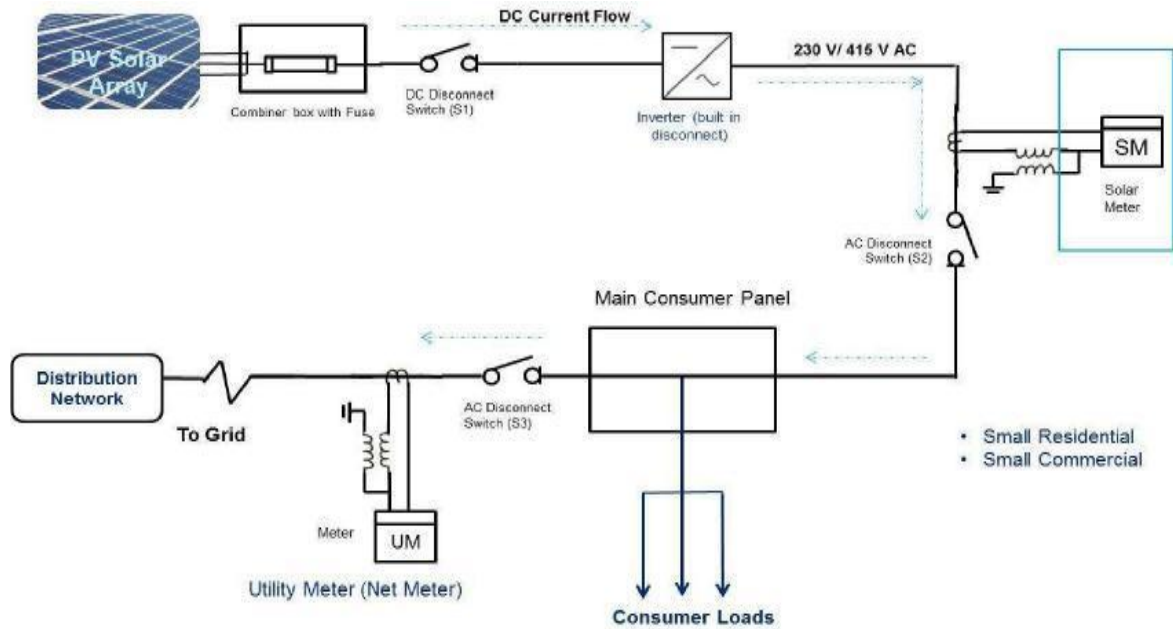 PV Solar
Array
Combiner box with Fuse
DC Current Flow
DC Disconnect
Switch (S1)
Inverter (built in
disconnect)
230 V/ 415 V AC
SM
Solar
Meter
AC Disconnect
Switch (S2)
Main Consumer Panel
Distribution
Network
To Grid
AC Disconnect
Switch (S3)
• Small Residential
• Small Commercial
Meter
UM
Utility Meter (Net Meter)
Consumer Loads